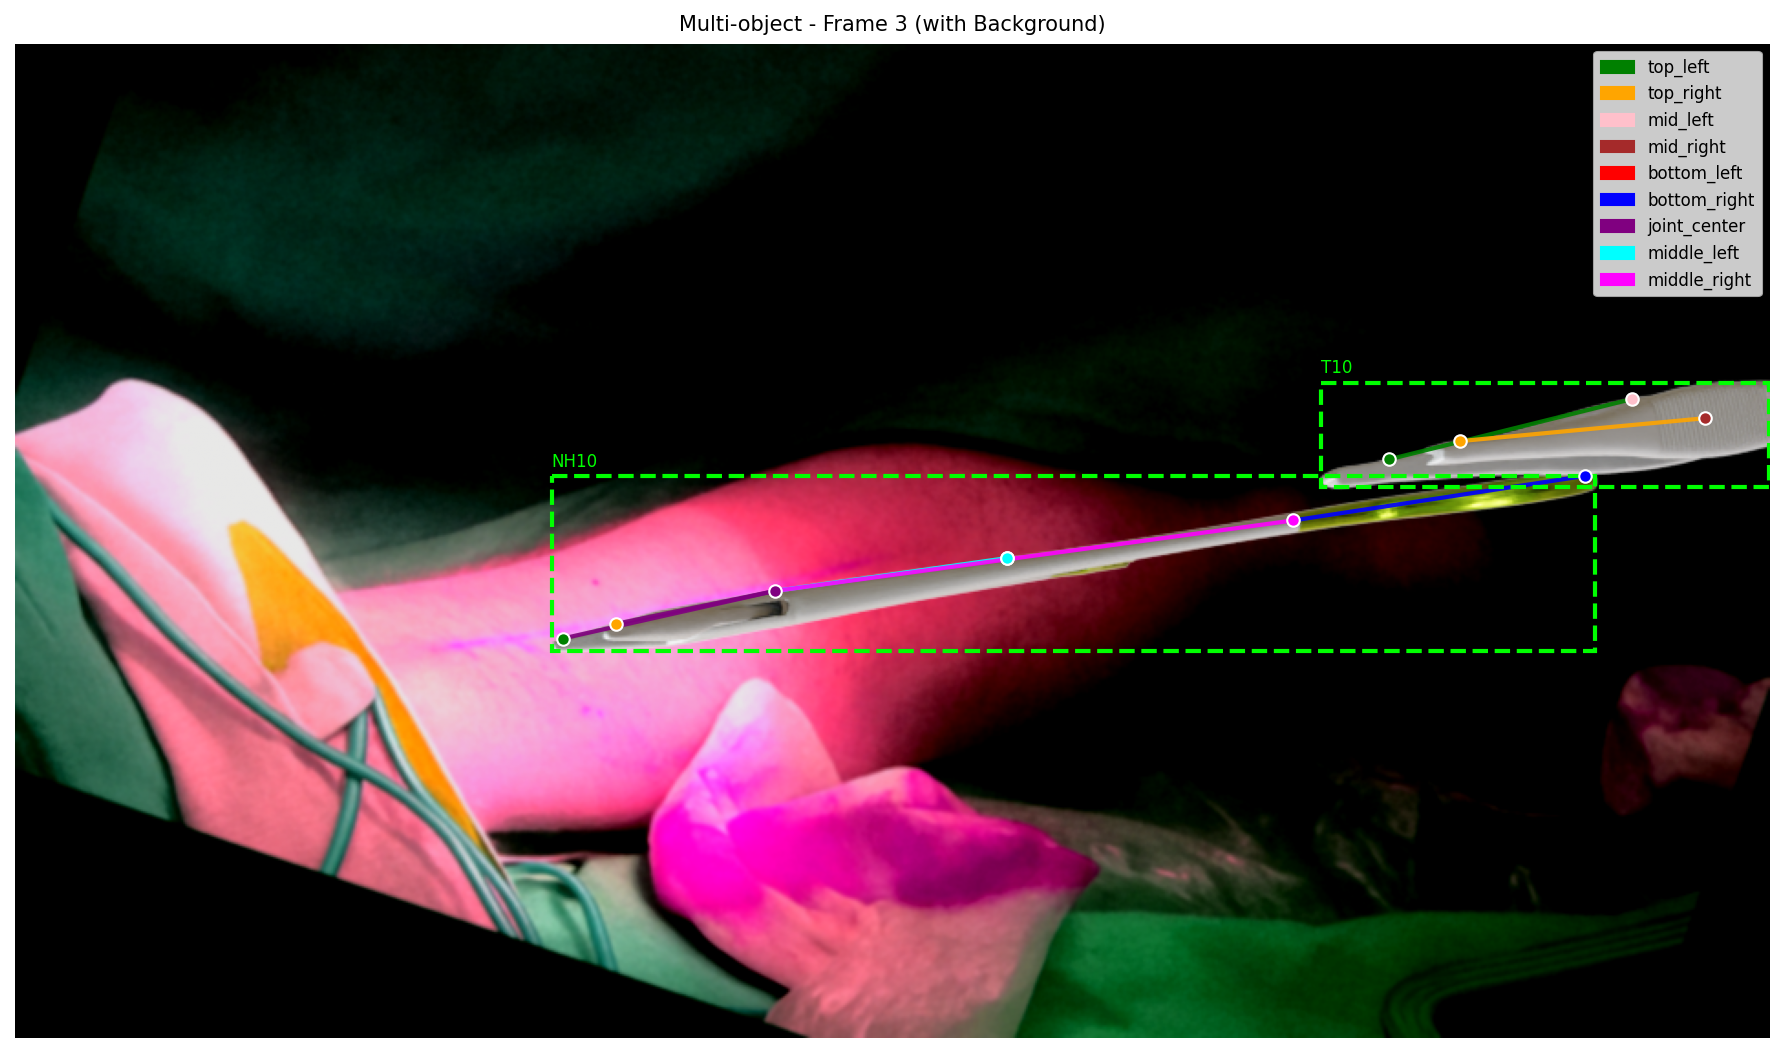 Multi-object - Frame 3 (with Background)
top_left
top_right
mid_left
mid_right
bottom_left
bottom_right
joint_center
middle_left
middle_right
T10
NH10